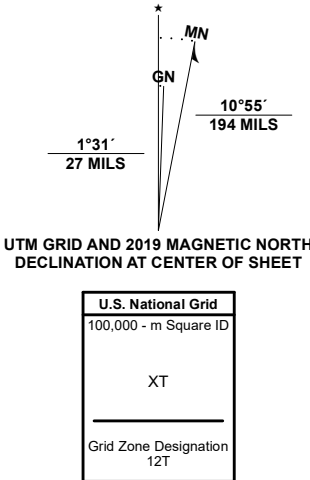 ★
MN
GN
10°55´
194 MILS
1°31´
27 MILS
UTM GRID AND 2019 MAGNETIC NORTH
DECLINATION AT CENTER OF SHEET
U.S. National Grid
100,000 - m Square ID
XT
Grid Zone Designation
12T